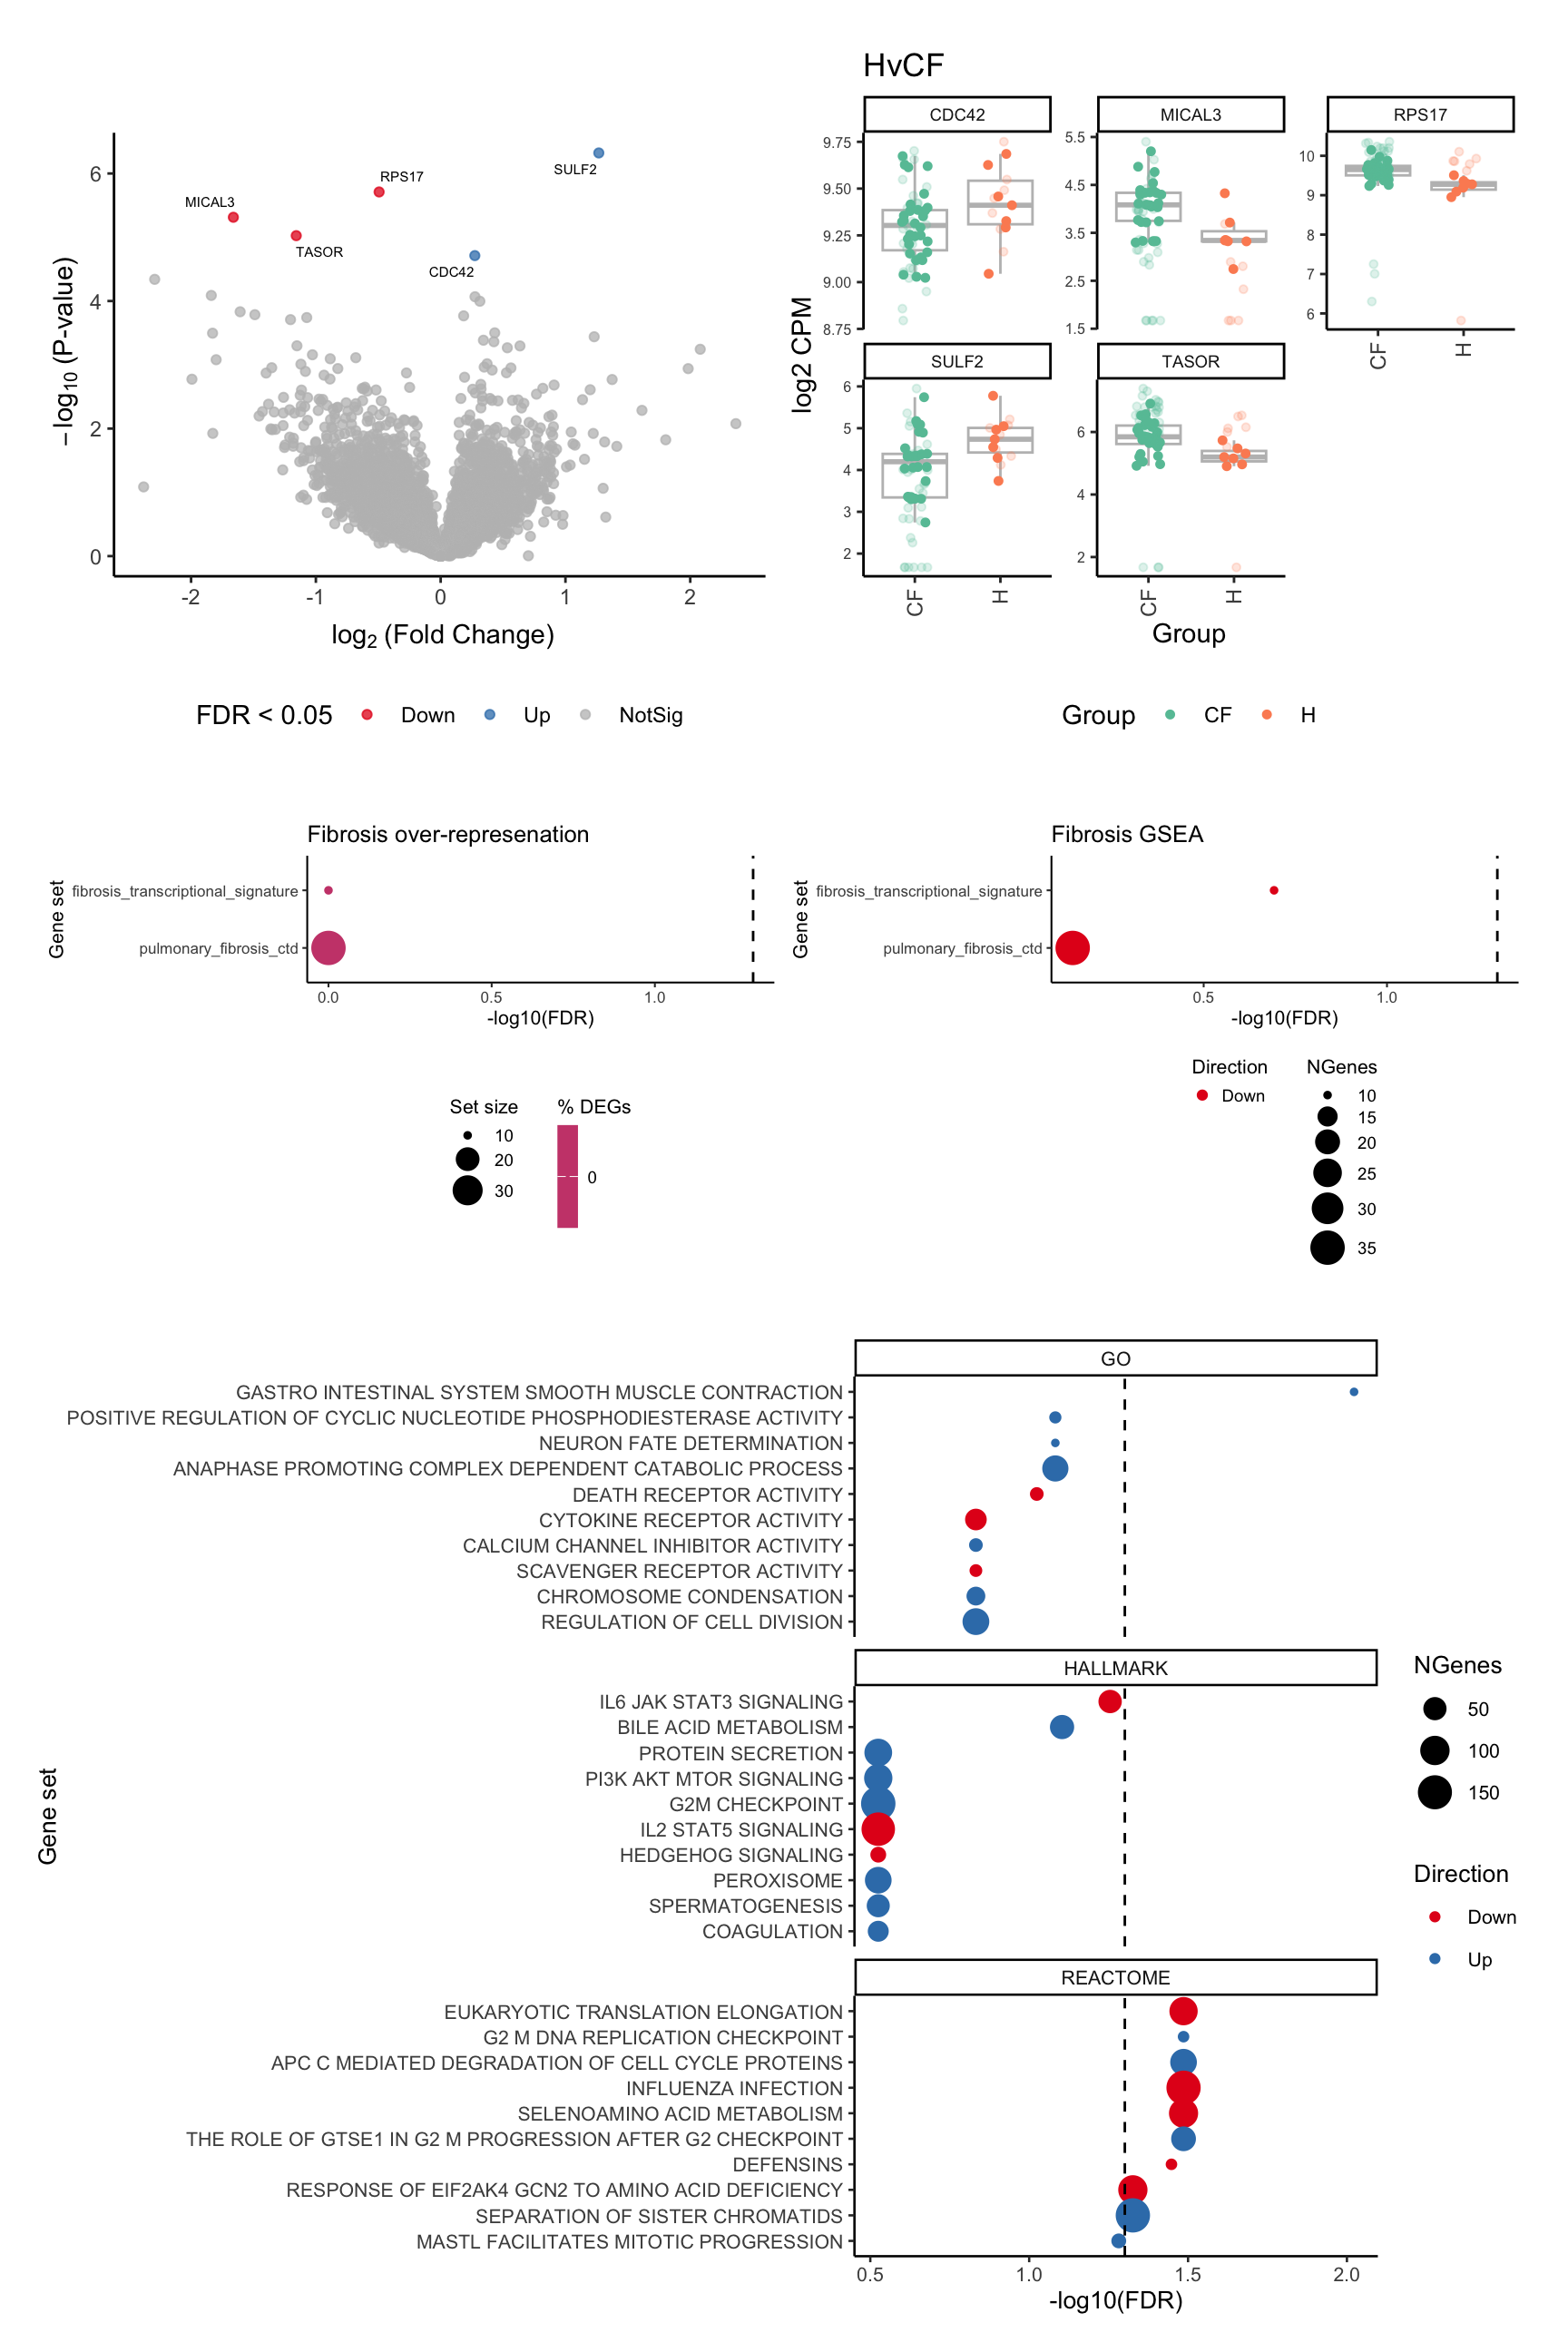 HvCF
CDC42
MICAL3
RPS17
9.75
9.50
9.25
9.00
8.75
5.5
4.5
3.5
2.5
1.5
10
9
8
7
6
CF
H
SULF2
TASOR
6
5
4
3
2
6
4
2
CF
H
CF
H
log2 CPM
Group
Group
CF
H
SULF2
RPS17
MICAL3
TASOR
CDC42
6
4
2
0
−log10 (P-value)
-2
-1
0
1
2
log2 (Fold Change)
FDR < 0.05
Down
Up
NotSig
Fibrosis over-represenation
Gene set
fibrosis_transcriptional_signature
pulmonary_fibrosis_ctd
0.0
0.5
1.0
-log10(FDR)
Set size
10
20
30
% DEGs
0
Fibrosis GSEA
Gene set
fibrosis_transcriptional_signature
pulmonary_fibrosis_ctd
0.5
1.0
-log10(FDR)
Direction
Down
NGenes
10
15
20
25
30
35
Gene set
GO
GASTRO INTESTINAL SYSTEM SMOOTH MUSCLE CONTRACTION
POSITIVE REGULATION OF CYCLIC NUCLEOTIDE PHOSPHODIESTERASE ACTIVITY
NEURON FATE DETERMINATION
ANAPHASE PROMOTING COMPLEX DEPENDENT CATABOLIC PROCESS
DEATH RECEPTOR ACTIVITY
CYTOKINE RECEPTOR ACTIVITY
CALCIUM CHANNEL INHIBITOR ACTIVITY
SCAVENGER RECEPTOR ACTIVITY
CHROMOSOME CONDENSATION
REGULATION OF CELL DIVISION
HALLMARK
IL6 JAK STAT3 SIGNALING
BILE ACID METABOLISM
PROTEIN SECRETION
PI3K AKT MTOR SIGNALING
G2M CHECKPOINT
IL2 STAT5 SIGNALING
HEDGEHOG SIGNALING
PEROXISOME
SPERMATOGENESIS
COAGULATION
REACTOME
EUKARYOTIC TRANSLATION ELONGATION
G2 M DNA REPLICATION CHECKPOINT
APC C MEDIATED DEGRADATION OF CELL CYCLE PROTEINS
INFLUENZA INFECTION
SELENOAMINO ACID METABOLISM
THE ROLE OF GTSE1 IN G2 M PROGRESSION AFTER G2 CHECKPOINT
DEFENSINS
RESPONSE OF EIF2AK4 GCN2 TO AMINO ACID DEFICIENCY
SEPARATION OF SISTER CHROMATIDS
MASTL FACILITATES MITOTIC PROGRESSION
0.5
1.0
1.5
2.0
-log10(FDR)
NGenes
50
100
150
Direction
Down
Up